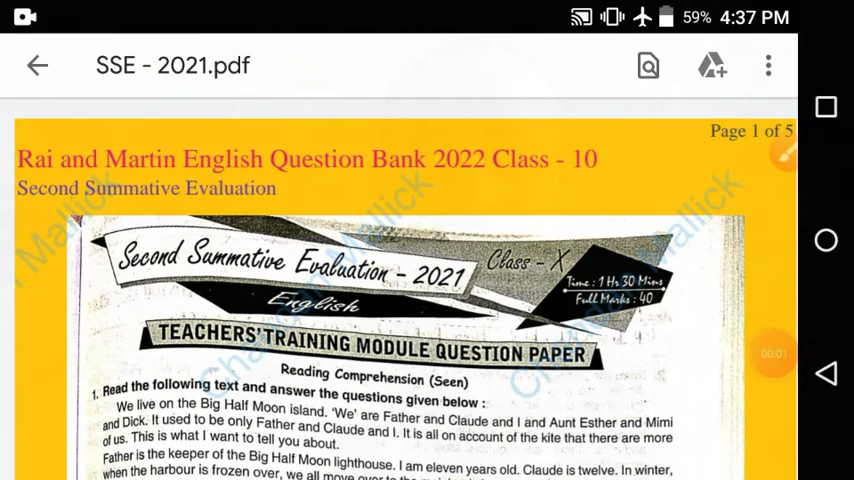 59% 4:37 PM
SSE - 2021.pdf
Page 1 of 5
Rai and Martin English Question Bank 2022 Class - 10
Second Summative Evaluation
Second Summative Evaluation - 2021
Class - X
Time : 1 Hr 30 Mins
Full Marks : 40
English
TEACHERS' TRAINING MODULE QUESTION PAPER
Reading Comprehension (Seen)
1. Read the following text and answer the questions given below :
We live on the Big Half Moon island. 'We' are Father and Claude and I and Aunt Esther and Mimi
and Dick. It used to be only Father and Claude and I. It is all on account of the kite that there are more
of us. This is what I want to tell you about.
Father is the keeper of the Big Half Moon lighthouse. I am eleven years old. Claude is twelve. In winter,
when the harbour is frozen over, we all move over to the
00:01
Mallick
Mallick